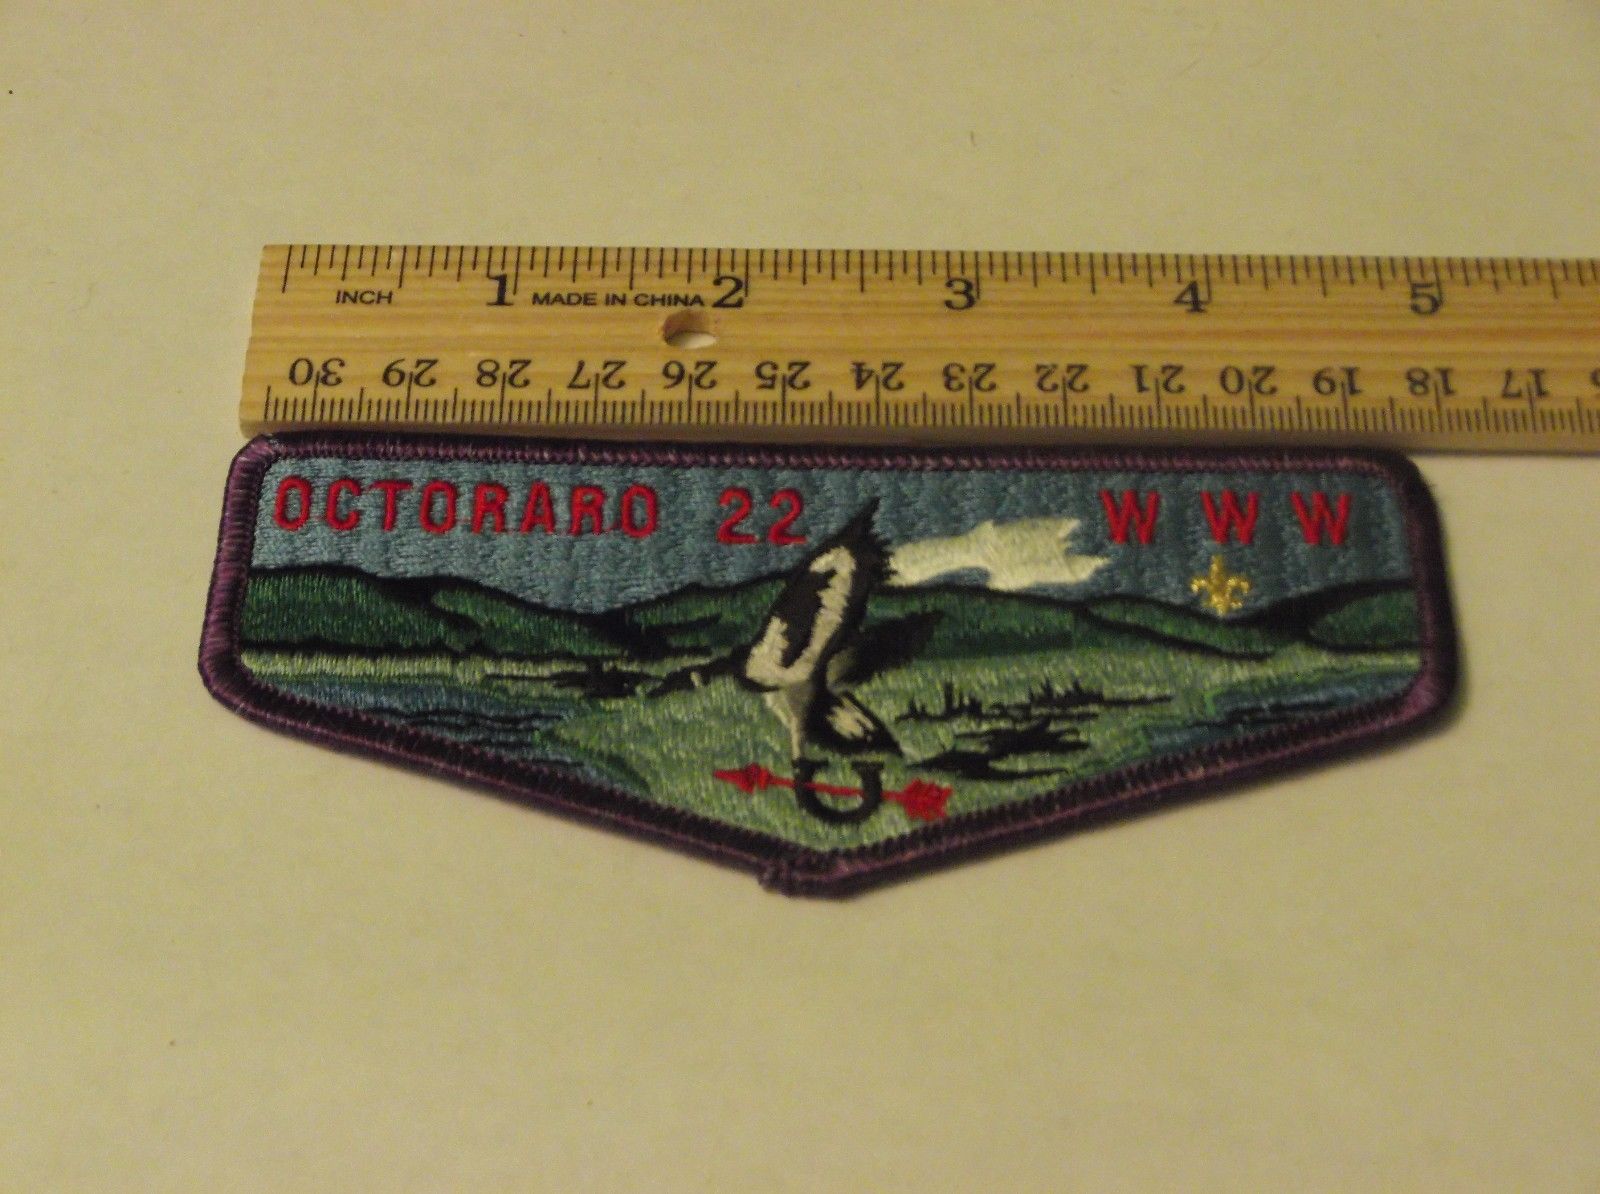 1 2 3 4 5
INCH MADE IN CHINA
30 29 28 27 26 25 24 23 22 21 20 19 18 17
OCTORARO 22 W W W